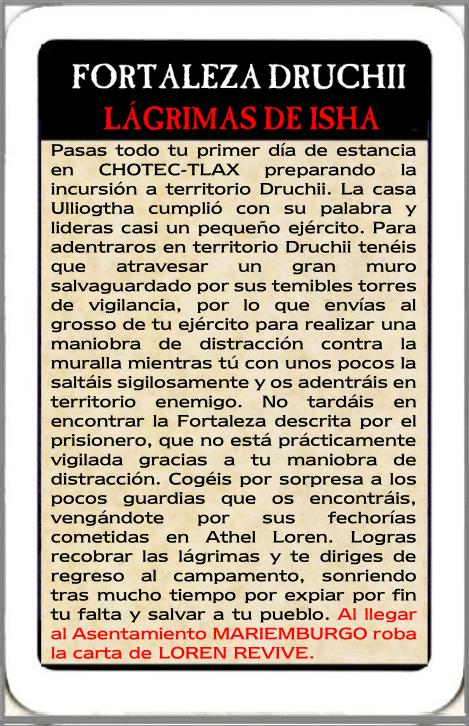 FORTALEZA DRUCHII
LÁGRIMAS DE ISHA
Pasas todo tu primer día de estancia
en CHOTEC-TLAX preparando la
incursión a territorio Druchii. La casa
Ulliogtha cumplió con su palabra y
lideras casi un pequeño ejército. Para
adentraros en territorio Druchii tenéis
que atravesar un gran muro
salvaguardado por sus temibles torres
de vigilancia, por lo que envías al
grosso de tu ejército para realizar una
maniobra de distracción contra la
muralla mientras tú con unos pocos la
saltáis sigilosamente y os adentráis en
territorio enemigo. No tardáis en
encontrar la Fortaleza descrita por el
prisionero, que no está prácticamente
vigilada gracias a tu maniobra de
distracción. Cogéis por sorpresa a los
pocos guardias que os encontráis,
vengándote por sus fechorías
cometidas en Athel Loren. Logras
recobrar las lágrimas y te diriges de
regreso al campamento, sonriendo
tras mucho tiempo por expiar por fin
tu falta y salvar a tu pueblo. Al llegar
al Asentamiento MARIEMBURGO roba
la carta de LOREN REVIVE.